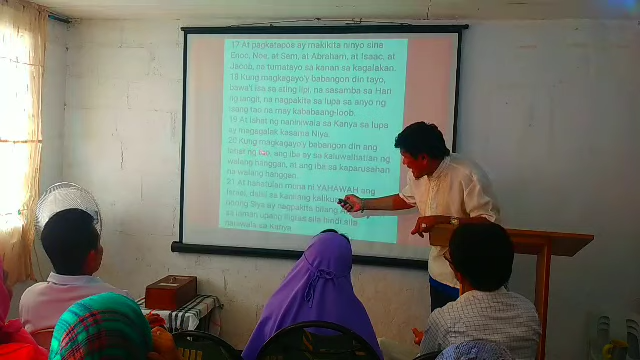 17 At pagkatapos ay makikita ninyo sina
Enoc, Noe, at Sem, at Abraham, at Isaac, at
Jacob, na tumatayo sa kanan sa kagalakan.
18 Kung magkagayo'y babangon din tayo,
bawa't isa sa ating lipi, na sasamba sa Hari
ng langit, na nagpakita sa lupa sa anyo ng
isang tao na may kababaang-loob.
19 At lahat ng naniniwala sa Kanya sa lupa
ay magagalak kasama Niya.
20 Kung magkagayo'y babangon din ang
lahat ng tao, ang iba ay sa kaluwalhatian ng
walang hanggan, at ang iba sa kaparusahan
na walang hanggan.
21 At hahatulan muna ni YAHAWAH ang
Israel, dahil sa kanilang
ay nagpakita bilang
sa laman upang iligtas sila hindi sila
naniwala sa Kanya.